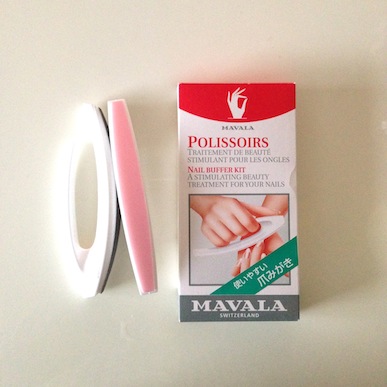 MAVALA
POLISSOIRS
TRAITEMENT DE BEAUTÉ
STIMULANT POUR LES ONGLES
NAIL BUFFER KIT
A STIMULATING BEAUTY
TREATMENT FOR YOUR NAILS
使いやすい
爪みがき
MAVALA
SWITZERLAND